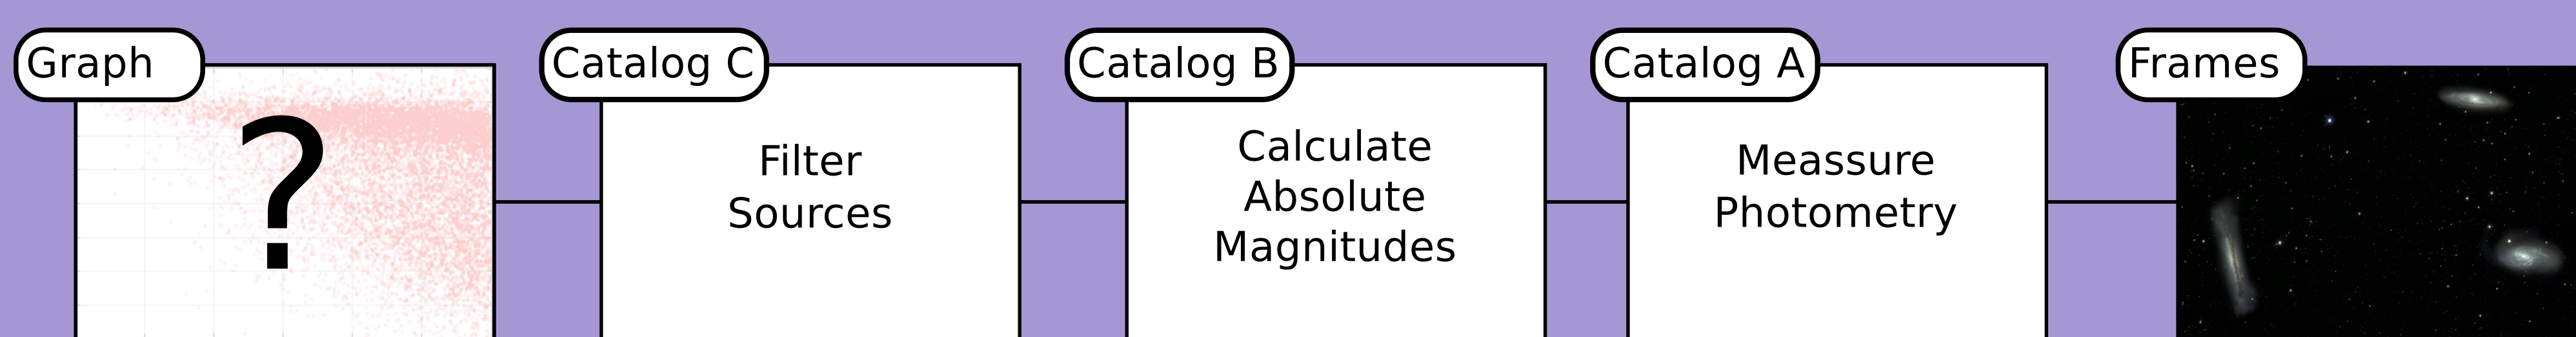 Graph
?
Catalog C
Filter
Sources
Catalog B
Calculate
Absolute
Magnitudes
Catalog A
Meassure
Photometry
Frames